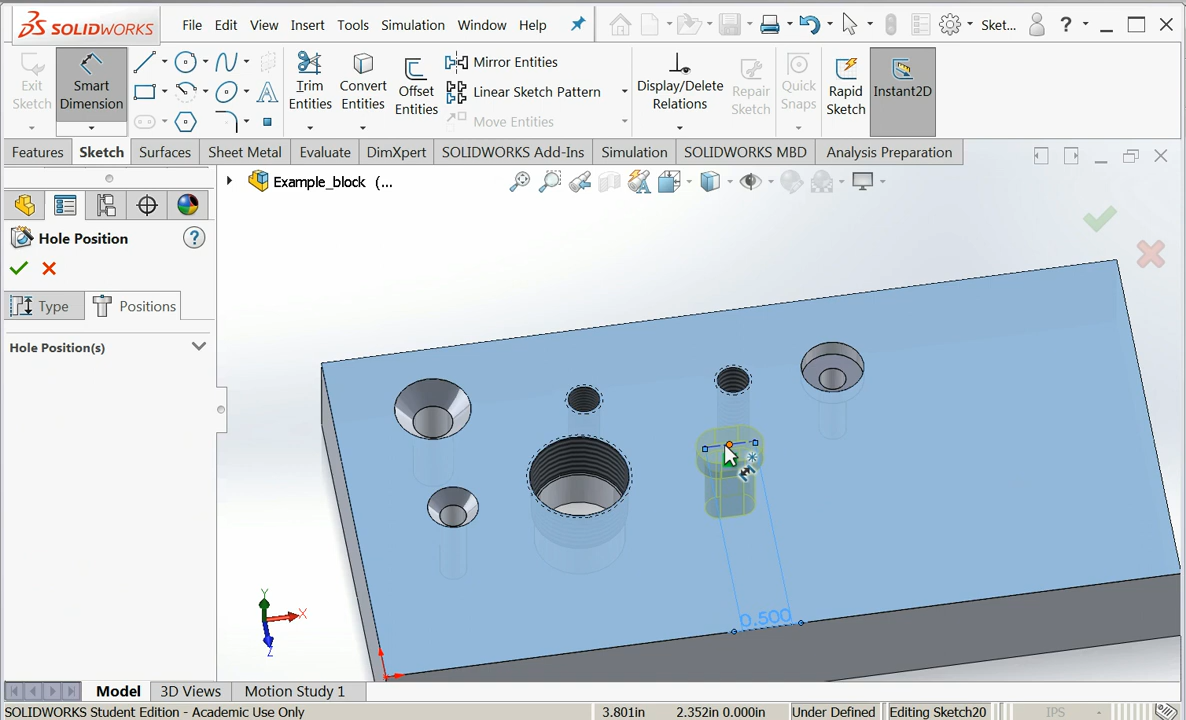 SOLIDWORKS File Edit View Insert Tools Simulation Window Help Sket... ?
Exit Sketch
Smart Dimension
Trim Entities
Convert Entities
Offset Entities
Mirror Entities
Linear Sketch Pattern
Move Entities
Display/Delete Relations
Repair Sketch
Quick Snaps
Rapid Sketch
Instant2D
Features Sketch Surfaces Sheet Metal Evaluate DimXpert SOLIDWORKS Add-Ins Simulation SOLIDWORKS MBD Analysis Preparation
Example_block (...
Hole Position ?
Type Positions
Hole Position(s)
0.500
Y
X
Z
Model 3D Views Motion Study 1
SOLIDWORKS Student Edition - Academic Use Only 3.801in 2.352in 0.000in Under Defined Editing Sketch20 IPS -